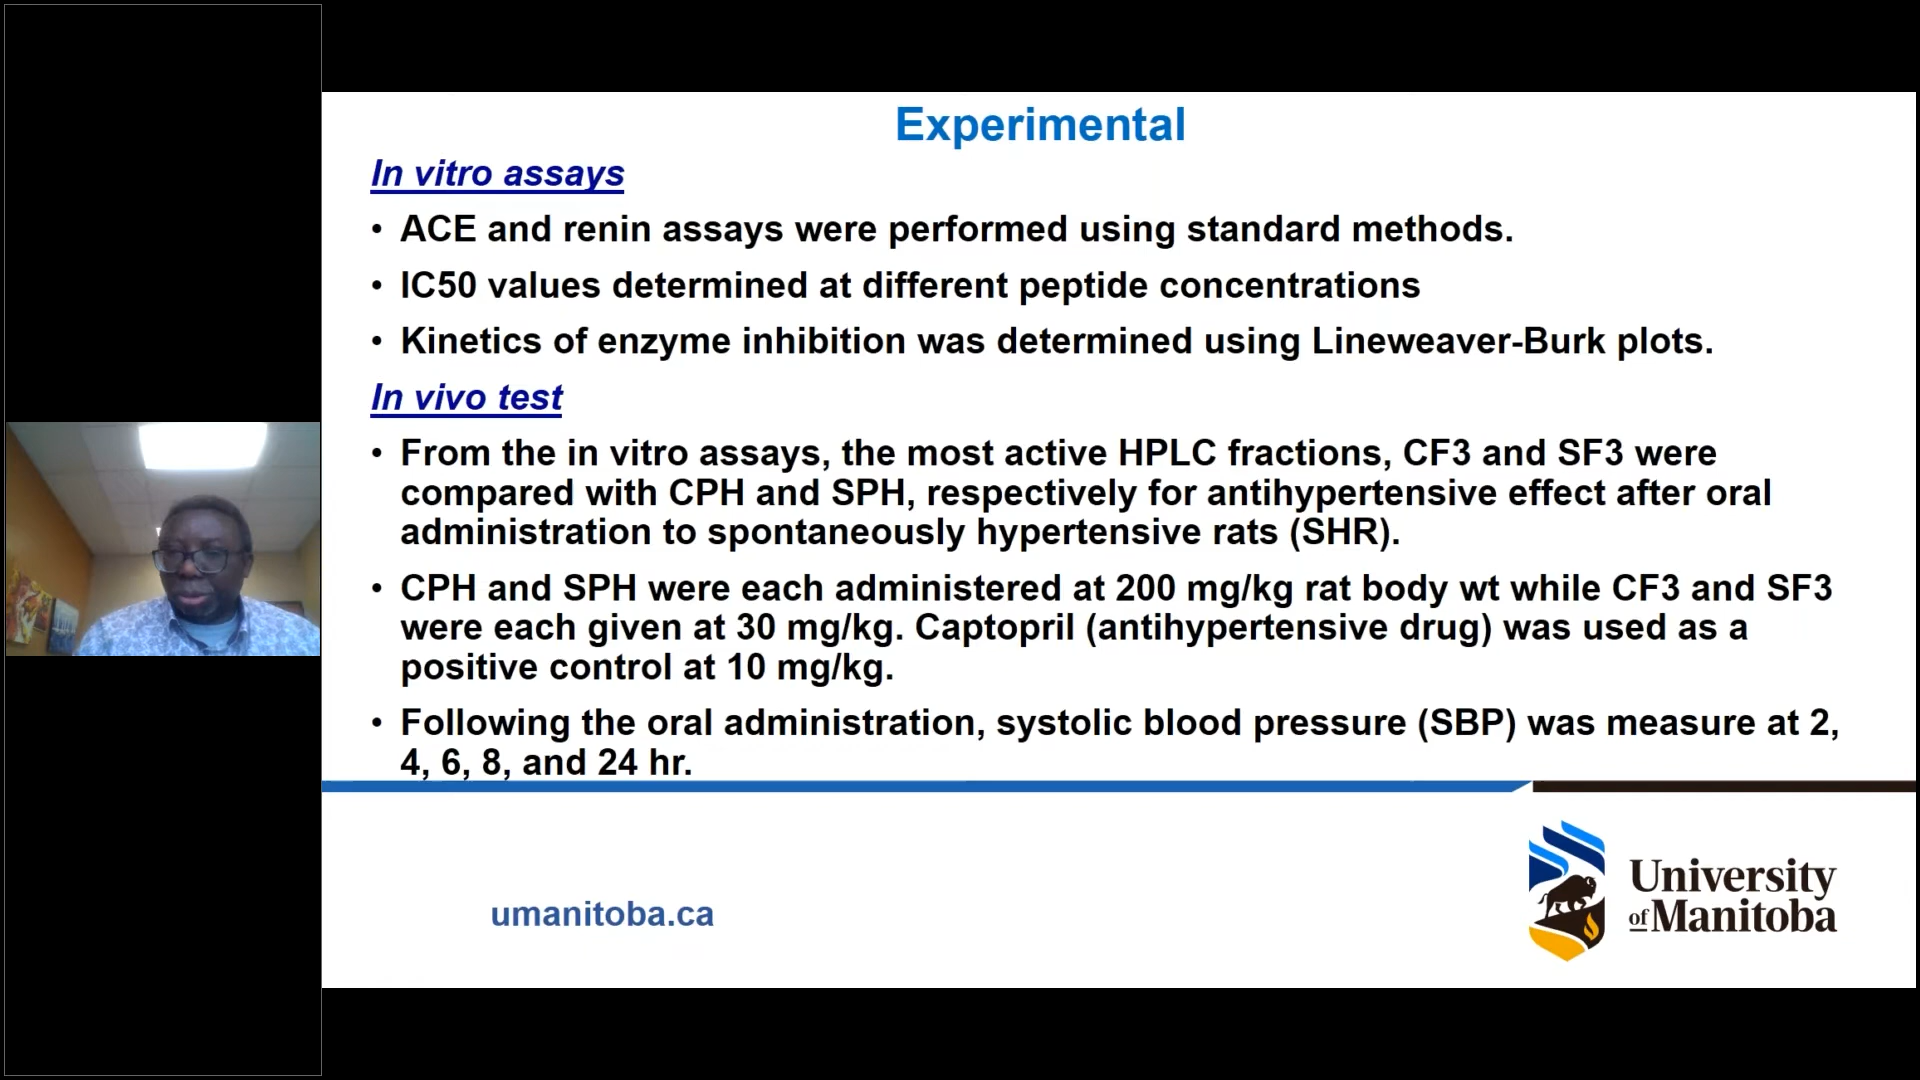 Experimental
In vitro assays
• ACE and renin assays were performed using standard methods.
• IC50 values determined at different peptide concentrations
• Kinetics of enzyme inhibition was determined using Lineweaver-Burk plots.
In vivo test
• From the in vitro assays, the most active HPLC fractions, CF3 and SF3 were
compared with CPH and SPH, respectively for antihypertensive effect after oral
administration to spontaneously hypertensive rats (SHR).
• CPH and SPH were each administered at 200 mg/kg rat body wt while CF3 and SF3
were each given at 30 mg/kg. Captopril (antihypertensive drug) was used as a
positive control at 10 mg/kg.
• Following the oral administration, systolic blood pressure (SBP) was measure at 2,
4, 6, 8, and 24 hr.
umanitoba.ca
University
of Manitoba